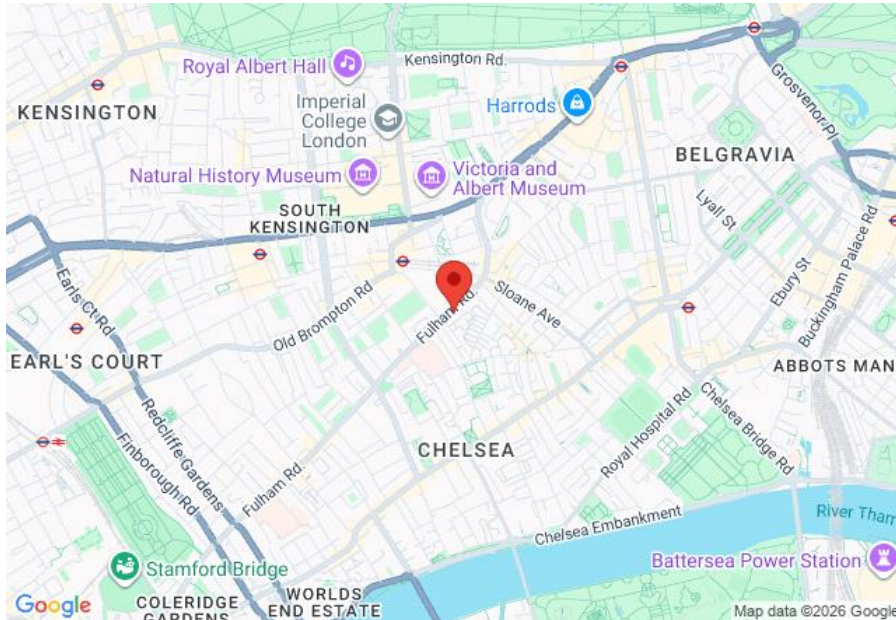 Kensington Rd.
Royal Albert Hall
Grosvenor Pl
KENSINGTON
Imperial
College
London
Harrods
BELGRAVIA
Natural History Museum
Victoria and
Albert Museum
Lyall St
SOUTH
KENSINGTON
Buckingham Palace Rd
Ebury St
Earls Ct Rd
Old Brompton Rd
Fulham Rd.
Sloane Ave
EARL'S COURT
ABBOTS MAN
Redcliffe Gardens
Finborough Rd
CHELSEA
Royal Hospital Rd
Chelsea Bridge Rd
Fulham Rd.
Chelsea Embankment
River Tham
Stamford Bridge
Battersea Power Station
COLERIDGE
GARDENS
WORLDS
END ESTATE
Google
Map data ©2026 Google